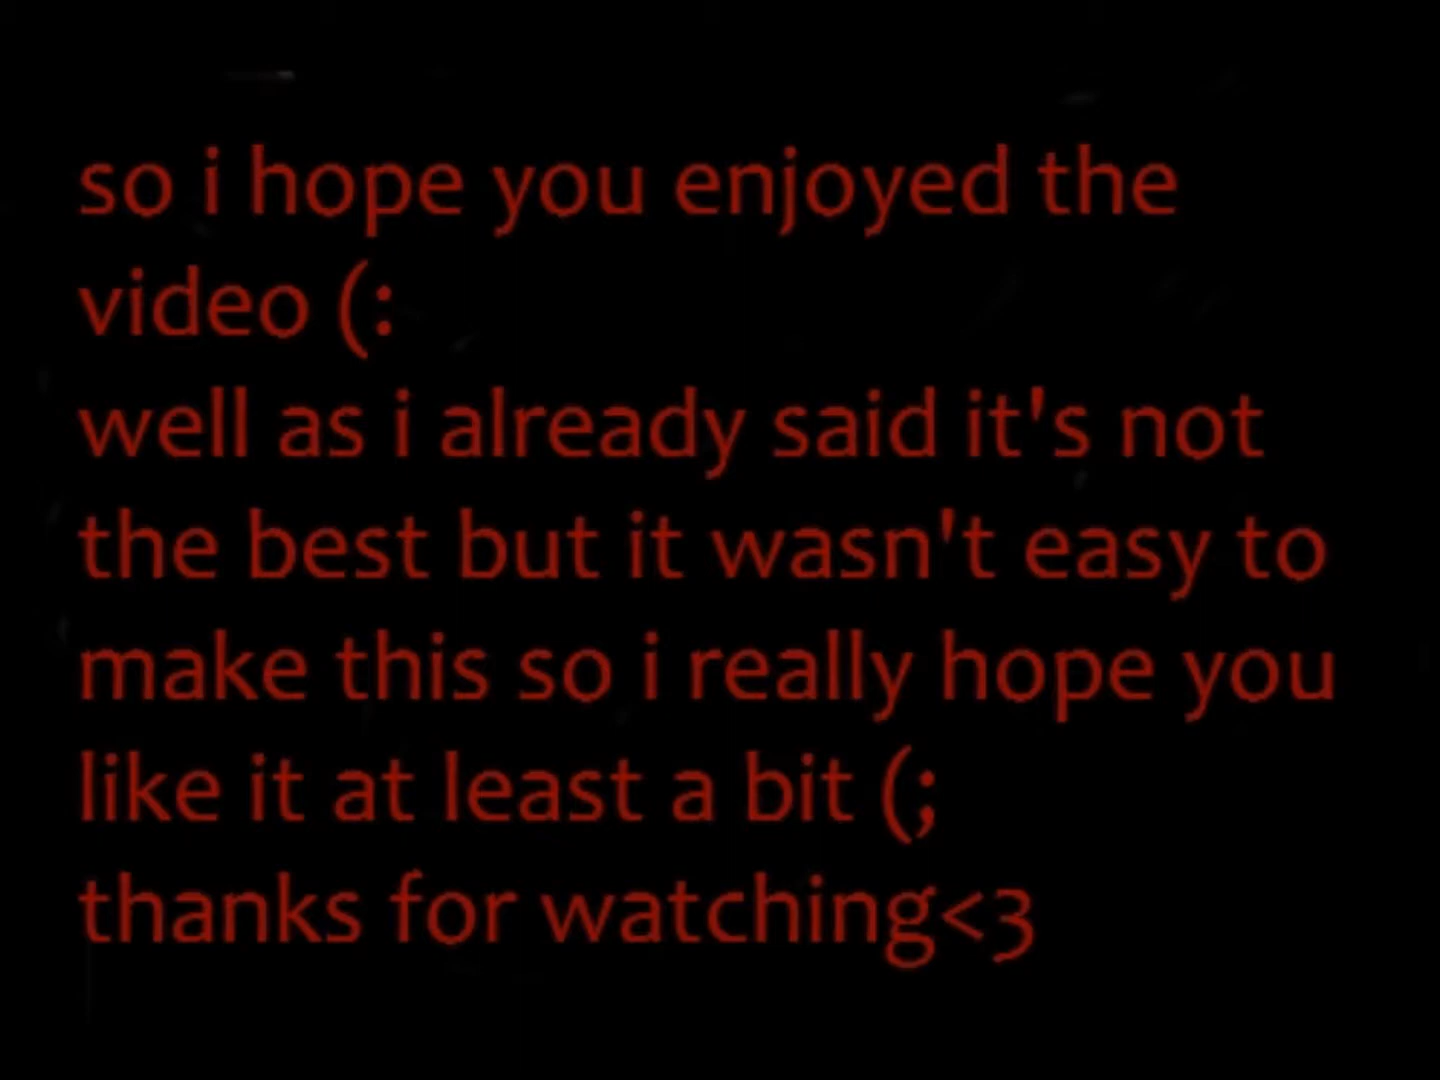 so i hope you enjoyed the
video (:
well as i already said it's not
the best but it wasn't easy to
make this so i really hope you
like it at least a bit (;
thanks for watching<3